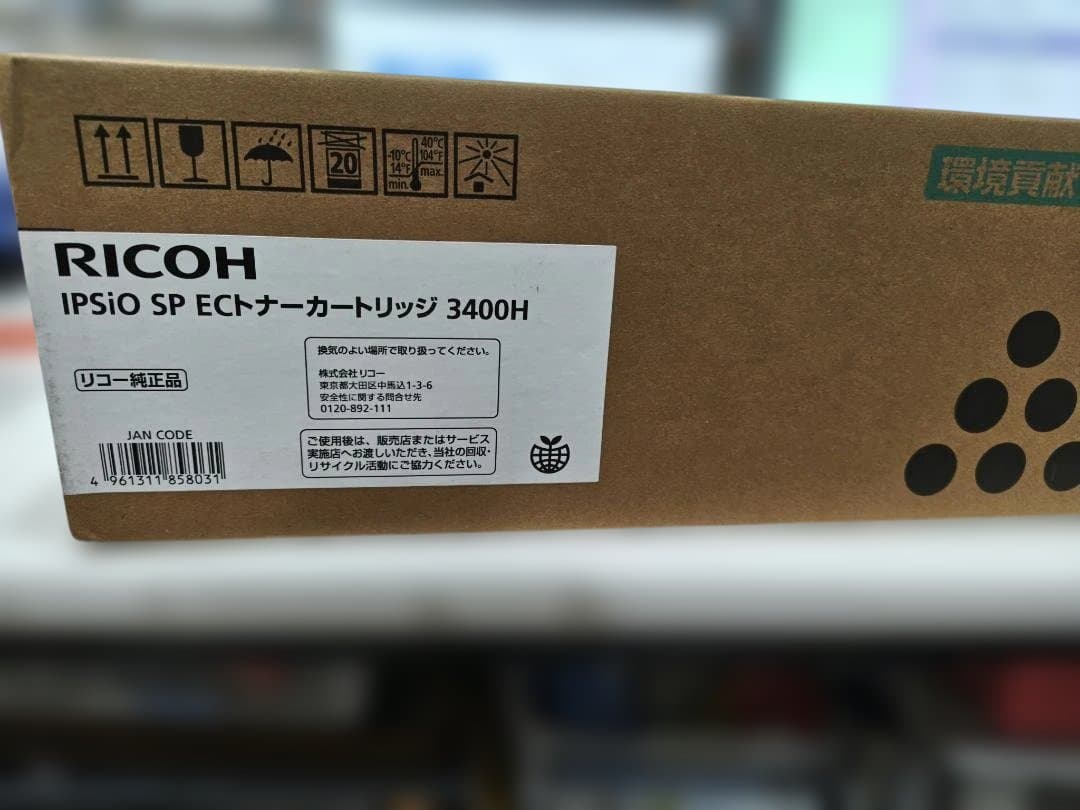 20
-10℃
14°F
min.
40℃
104°F
max.
環境貢献
RICOH
IPSiO SP ECトナーカートリッジ 3400H
換気のよい場所で取り扱ってください。
株式会社リコー
東京都大田区中馬込1-3-6
安全性に関する問合せ先
0120-892-111
リコー純正品
JAN CODE
4 961311 858031
ご使用後は、販売店またはサービス
実施店へお渡しいただき、当社の回収・
リサイクル活動にご協力ください。